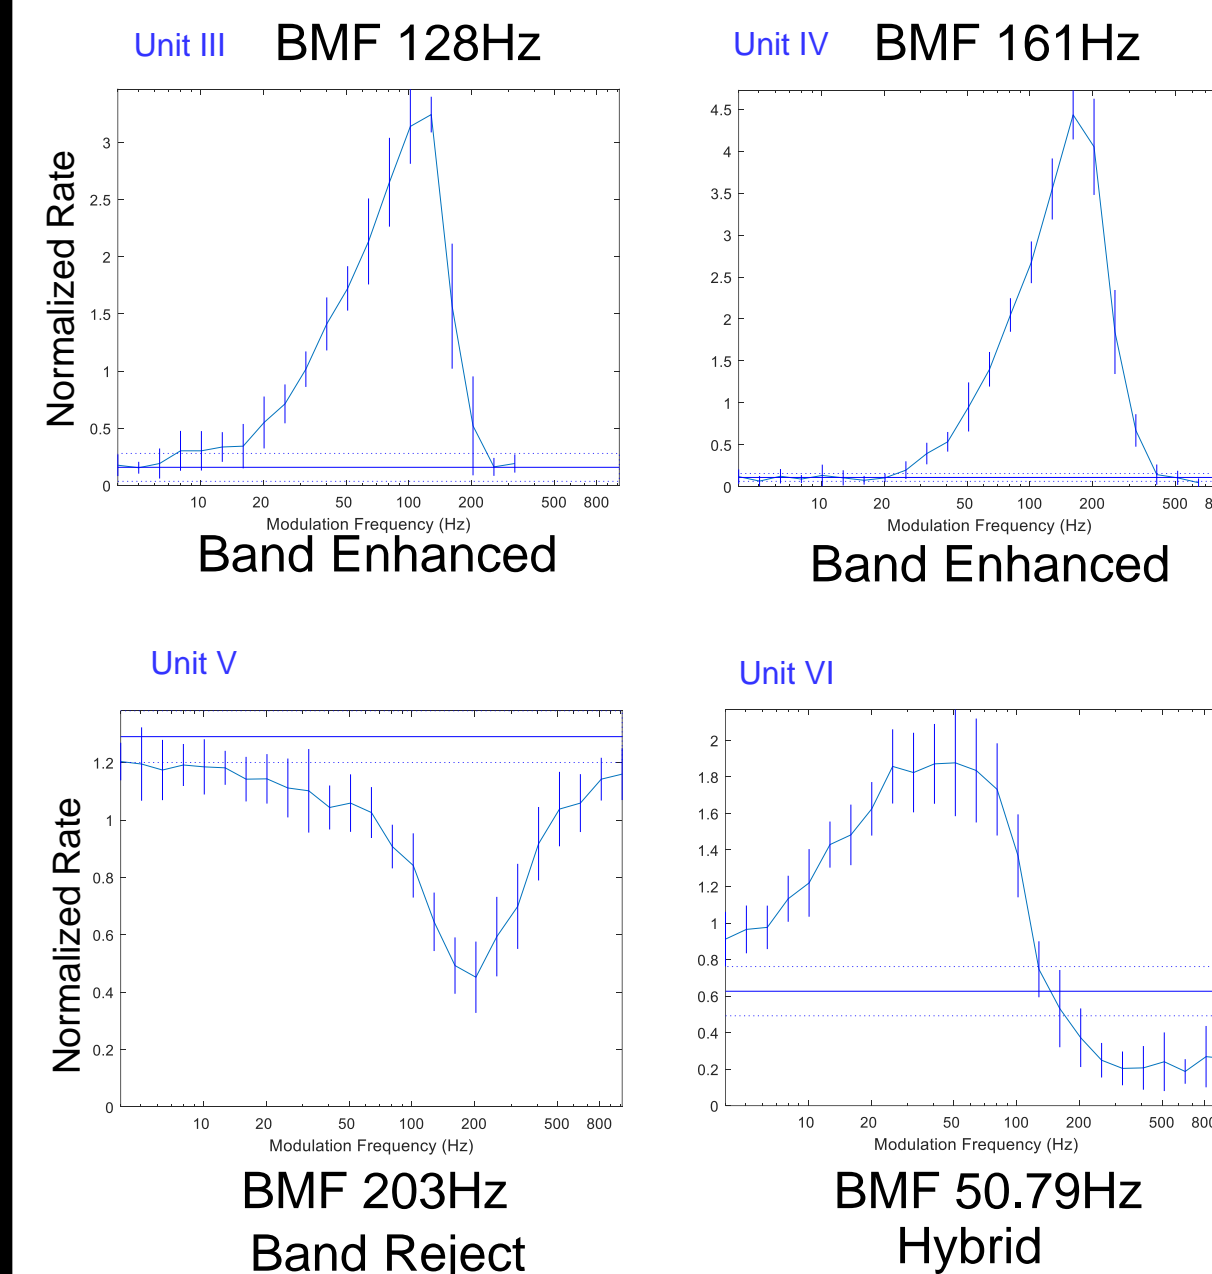 Unit III BMF 128Hz
Normalized Rate
3
2.5
2
1.5
1
0.5
0
10 20 50 100 200 500 800
Modulation Frequency (Hz)
Band Enhanced
Unit IV BMF 161Hz
4.5
4
3.5
3
2.5
2
1.5
1
0.5
0
10 20 50 100 200 500 8
Modulation Frequency (Hz)
Band Enhanced
Unit V
Normalized Rate
1.2
1
0.8
0.6
0.4
0.2
0
10 20 50 100 200 500 800
Modulation Frequency (Hz)
BMF 203Hz
Band Reject
Unit VI
2
1.8
1.6
1.4
1.2
1
0.8
0.6
0.4
0.2
0
10 20 50 100 200 500 800
Modulation Frequency (Hz)
BMF 50.79Hz
Hybrid